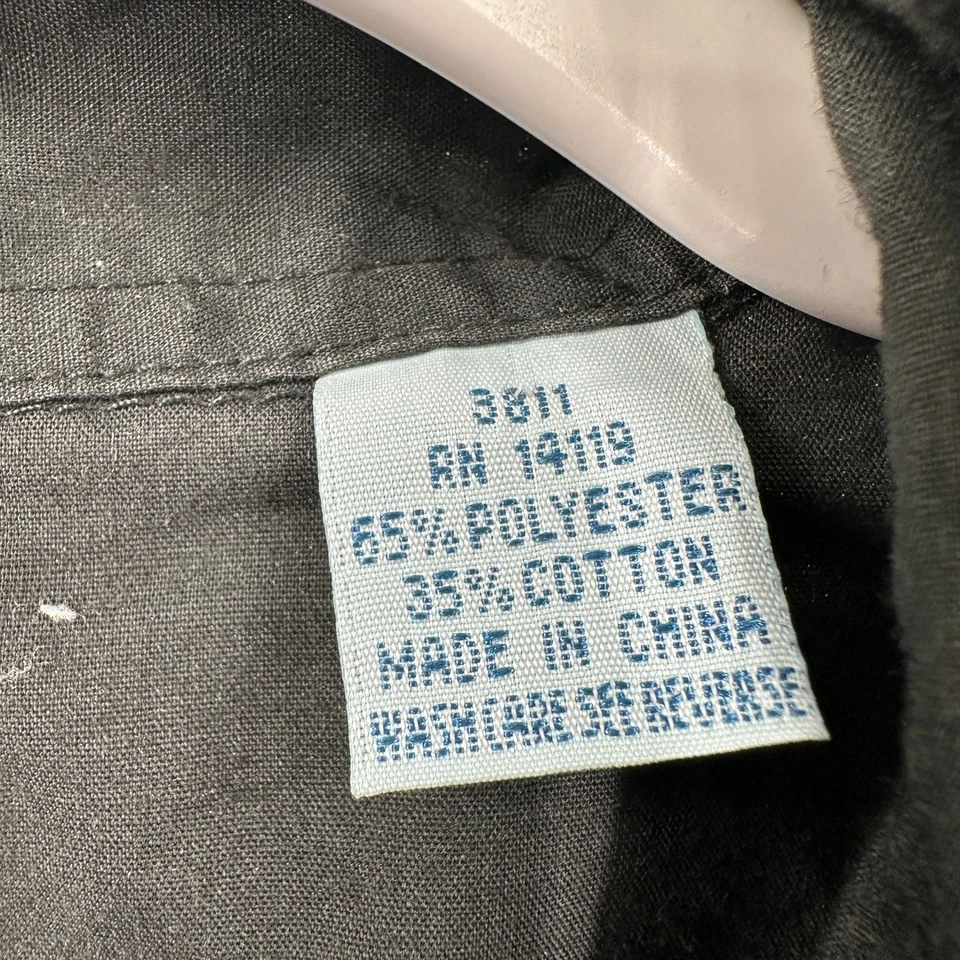 3811
RN 14119
65% POLYESTER
35% COTTON
MADE IN CHINA
WASH CARE SEE REVERSE